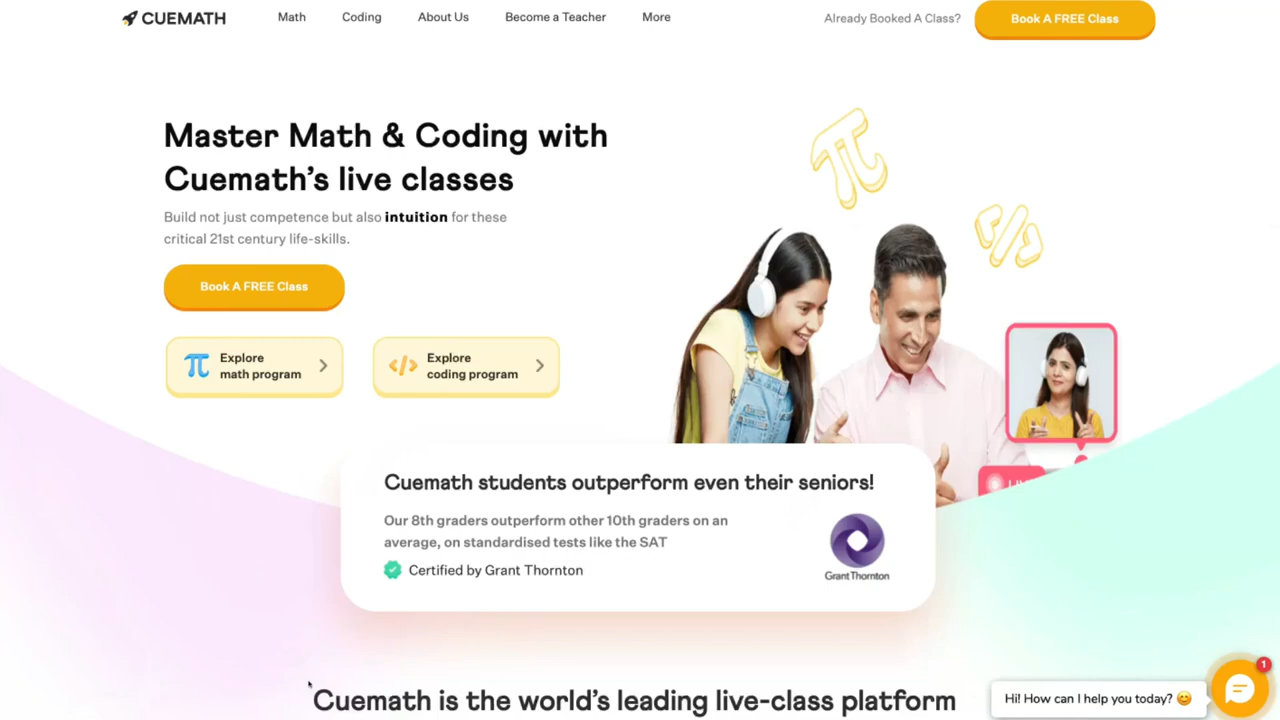 CUEMATH
Math
Coding
About Us
Become a Teacher
More
Already Booked A Class?
Book A FREE Class
Master Math & Coding with
Cuemath's live classes
Build not just competence but also intuition for these
critical 21st century life-skills.
Book A FREE Class
Explore
math program
Explore
coding program
Cuemath students outperform even their seniors!
Our 8th graders outperform other 10th graders on an
average, on standardised tests like the SAT
Certified by Grant Thornton
Grant Thornton
Cuemath is the world's leading live-class platform
Hi! How can I help you today? 😊
1